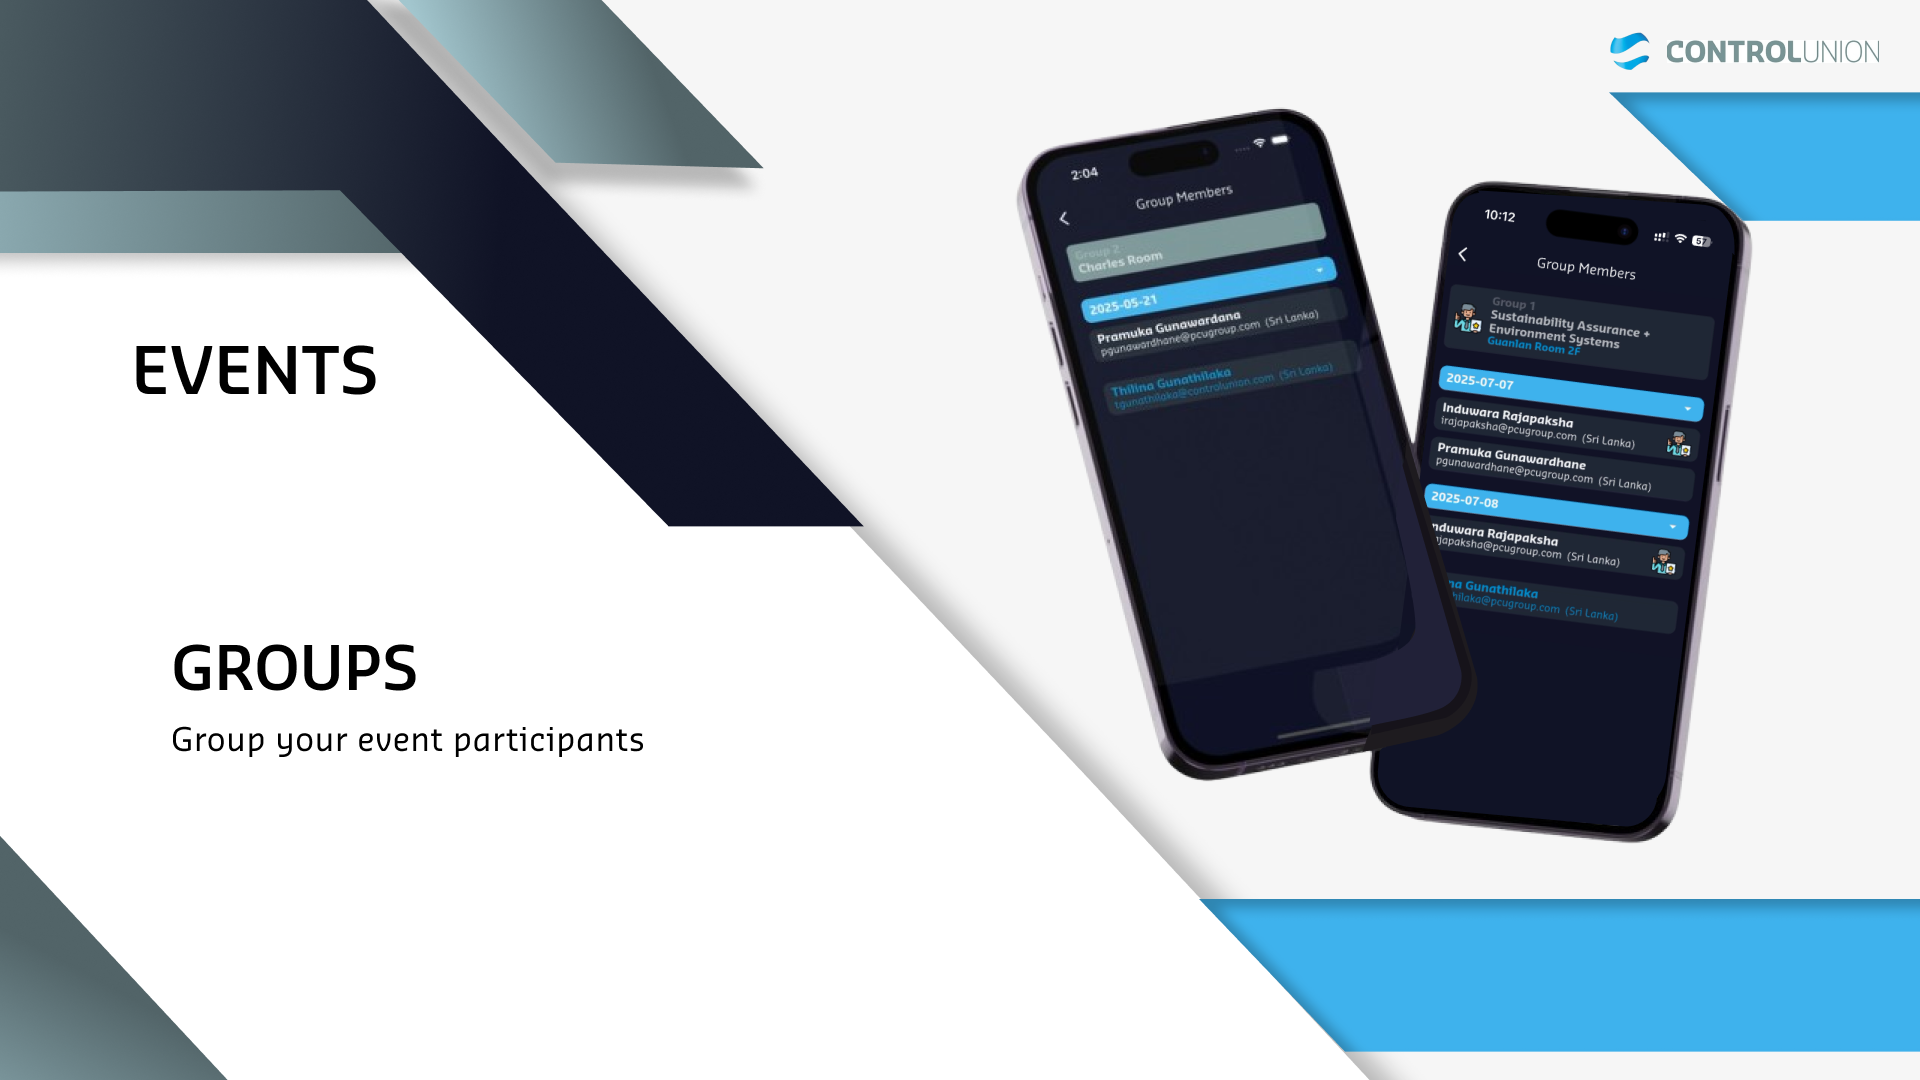 CONTROLUNION
EVENTS
GROUPS
Group your event participants
2:04
Group Members
Group 2
Charles Room
2025-05-21
Pramuka Gunawardana
pgunawardhane@pcugroup.com (Sri Lanka)
Thilina Gunathilaka
tgunathilaka@controlunion.com (Sri Lanka)
10:12
57
Group Members
Group 1
Sustainability Assurance +
Environment Systems
Guanlan Room 2F
2025-07-07
Induwara Rajapaksha
irajapaksha@pcugroup.com (Sri Lanka)
Pramuka Gunawardhane
pgunawardhane@pcugroup.com (Sri Lanka)
2025-07-08
nduwara Rajapaksha
ajapaksha@pcugroup.com (Sri Lanka)
na Gunathilaka
hilaka@pcugroup.com (Sri Lanka)